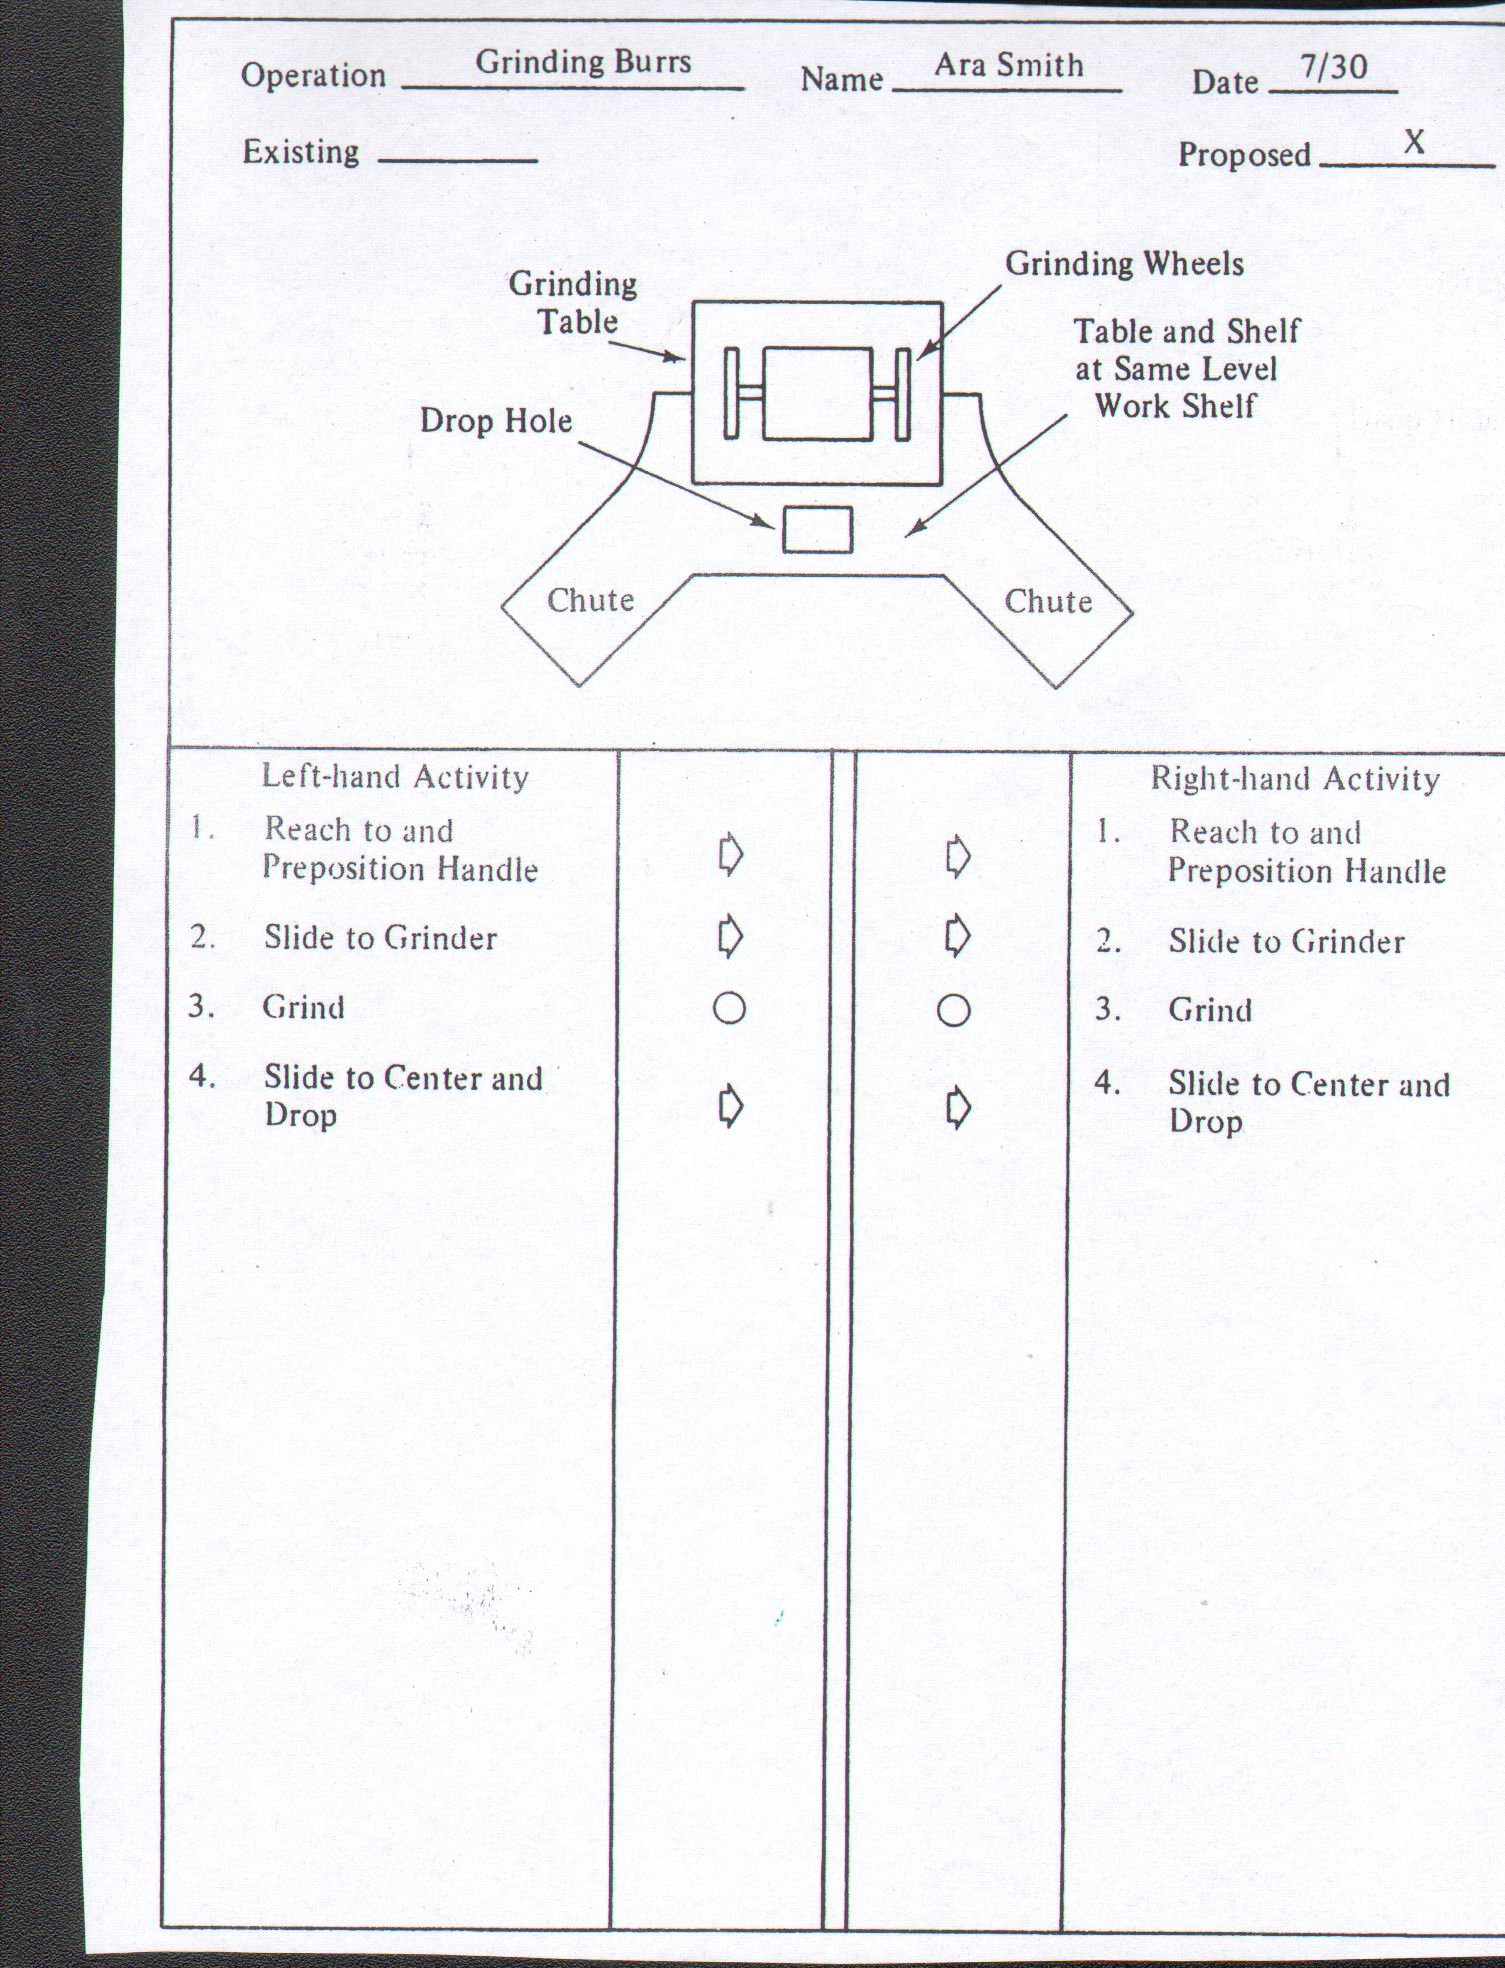 Operation Grinding Burrs Name Ara Smith Date 7/30
Existing Proposed X
Grinding Wheels
Grinding
Table
Table and Shelf
at Same Level
Work Shelf
Drop Hole
Chute Chute
Left-hand Activity Right-hand Activity
1. Reach to and 1. Reach to and
Preposition Handle Preposition Handle
2. Slide to Grinder 2. Slide to Grinder
3. Grind 3. Grind
4. Slide to Center and 4. Slide to Center and
Drop Drop